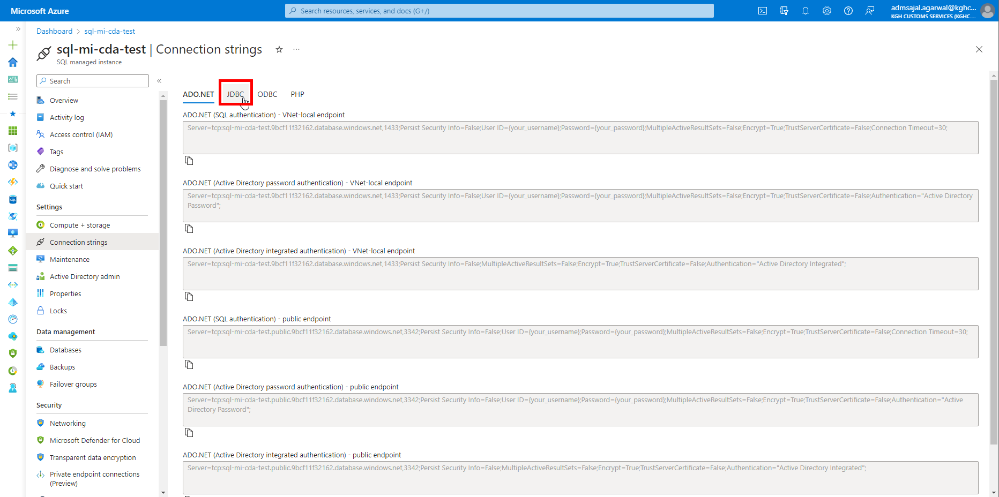 Microsoft Azure
Search resources, services, and docs (G+/)
admsajal.agarwal@kghc...
KGH CUSTOMS SERVICES (KGHC....
Dashboard > sql-mi-cda-test
sql-mi-cda-test | Connection strings
SQL managed instance
Search
Overview
Activity log
Access control (IAM)
Tags
Diagnose and solve problems
Quick start
Settings
Compute + storage
Connection strings
Maintenance
Active Directory admin
Properties
Locks
Data management
Databases
Backups
Failover groups
Security
Networking
Microsoft Defender for Cloud
Transparent data encryption
Private endpoint connections
(Preview)
ADO.NET JDBC ODBC PHP
ADO.NET (SQL authentication) - VNet-local endpoint
Server=tcp:sql-mi-cda-test.9bcf11f32162.database.windows.net,1433;Persist Security Info=False;User ID={your_username};Password={your_password};MultipleActiveResultSets=False;Encrypt=True;TrustServerCertificate=False;Connection Timeout=30;
ADO.NET (Active Directory password authentication) - VNet-local endpoint
Server=tcp:sql-mi-cda-test.9bcf11f32162.database.windows.net,1433;Persist Security Info=False;User ID={your_username};Password={your_password};MultipleActiveResultSets=False;Encrypt=True;TrustServerCertificate=False;Authentication="Active Directory
Password";
ADO.NET (Active Directory integrated authentication) - VNet-local endpoint
Server=tcp:sql-mi-cda-test.9bcf11f32162.database.windows.net,1433;Persist Security Info=False;MultipleActiveResultSets=False;Encrypt=True;TrustServerCertificate=False;Authentication="Active Directory Integrated";
ADO.NET (SQL authentication) - public endpoint
Server=tcp:sql-mi-cda-test.public.9bcf11f32162.database.windows.net,3342;Persist Security Info=False;User ID={your_username};Password={your_password};MultipleActiveResultSets=False;Encrypt=True;TrustServerCertificate=False;Connection Timeout=30;
ADO.NET (Active Directory password authentication) - public endpoint
Server=tcp:sql-mi-cda-test.public.9bcf11f32162.database.windows.net,3342;Persist Security Info=False;User ID={your_username};Password={your_password};MultipleActiveResultSets=False;Encrypt=True;TrustServerCertificate=False;Authentication="Active
Directory Password";
ADO.NET (Active Directory integrated authentication) - public endpoint
Server=tcp:sql-mi-cda-test.public.9bcf11f32162.database.windows.net,3342;Persist Security Info=False;MultipleActiveResultSets=False;Encrypt=True;TrustServerCertificate=False;Authentication="Active Directory Integrated";